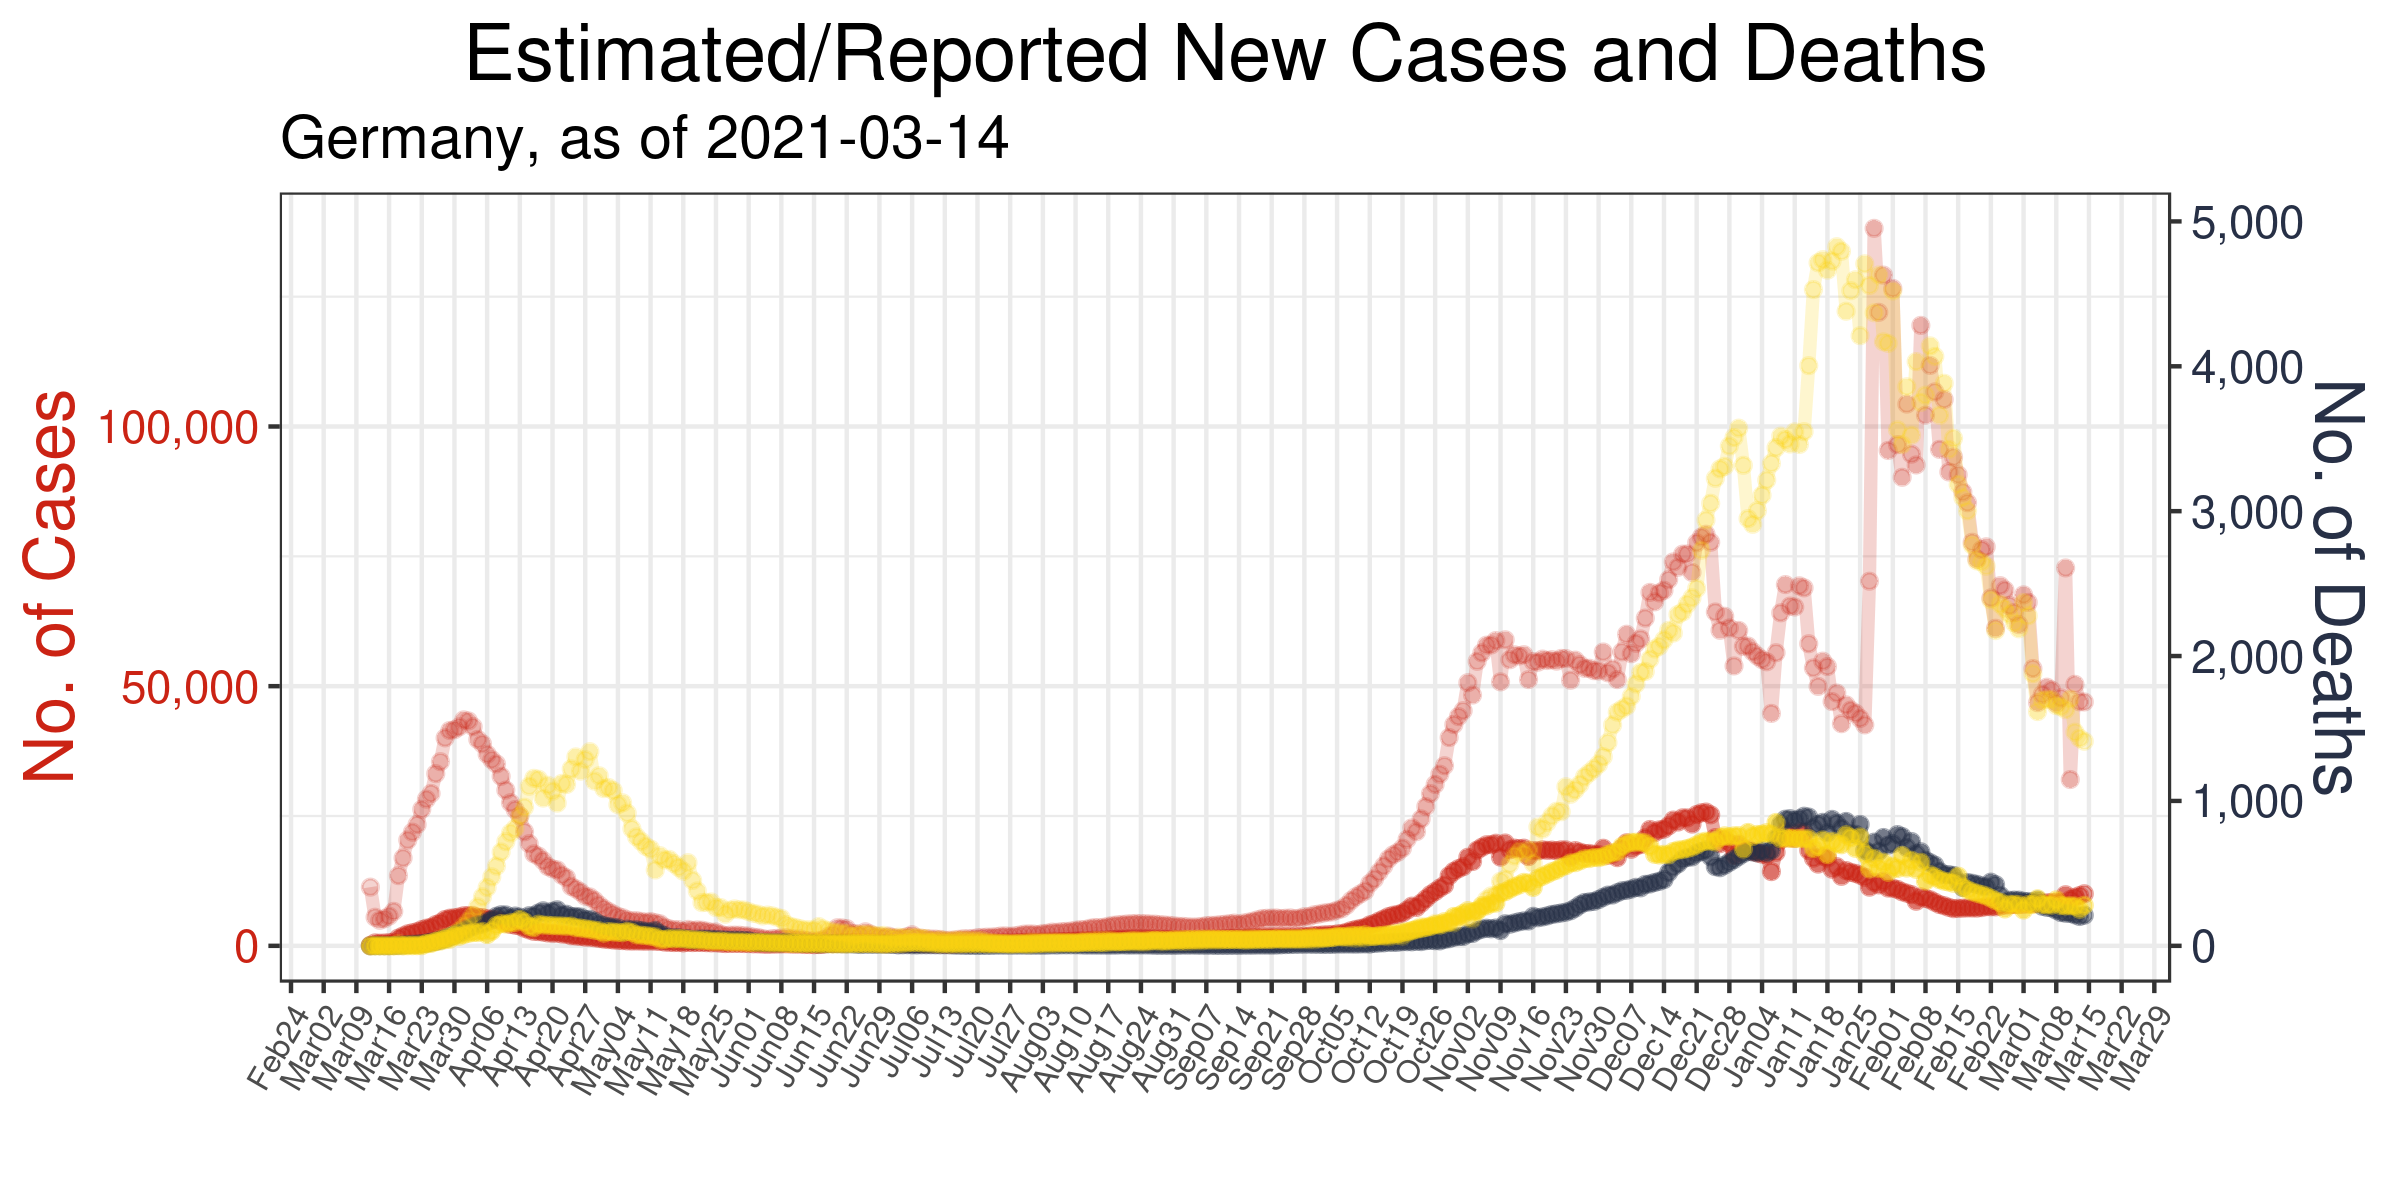 Estimated/Reported New Cases and Deaths
Germany, as of 2021-03-14
No. of Cases
100,000
50,000
0
5,000
4,000
3,000
2,000
1,000
0
No. of Deaths
Feb24
Mar02
Mar09
Mar16
Mar23
Mar30
Apr06
Apr13
Apr20
Apr27
May04
May11
May18
May25
Jun01
Jun08
Jun15
Jun22
Jun29
Jul06
Jul13
Jul20
Jul27
Aug03
Aug10
Aug17
Aug24
Aug31
Sep07
Sep14
Sep21
Sep28
Oct05
Oct12
Oct19
Oct26
Nov02
Nov09
Nov16
Nov23
Nov30
Dec07
Dec14
Dec21
Dec28
Jan04
Jan11
Jan18
Jan25
Feb01
Feb08
Feb15
Feb22
Mar01
Mar08
Mar15
Mar22
Mar29